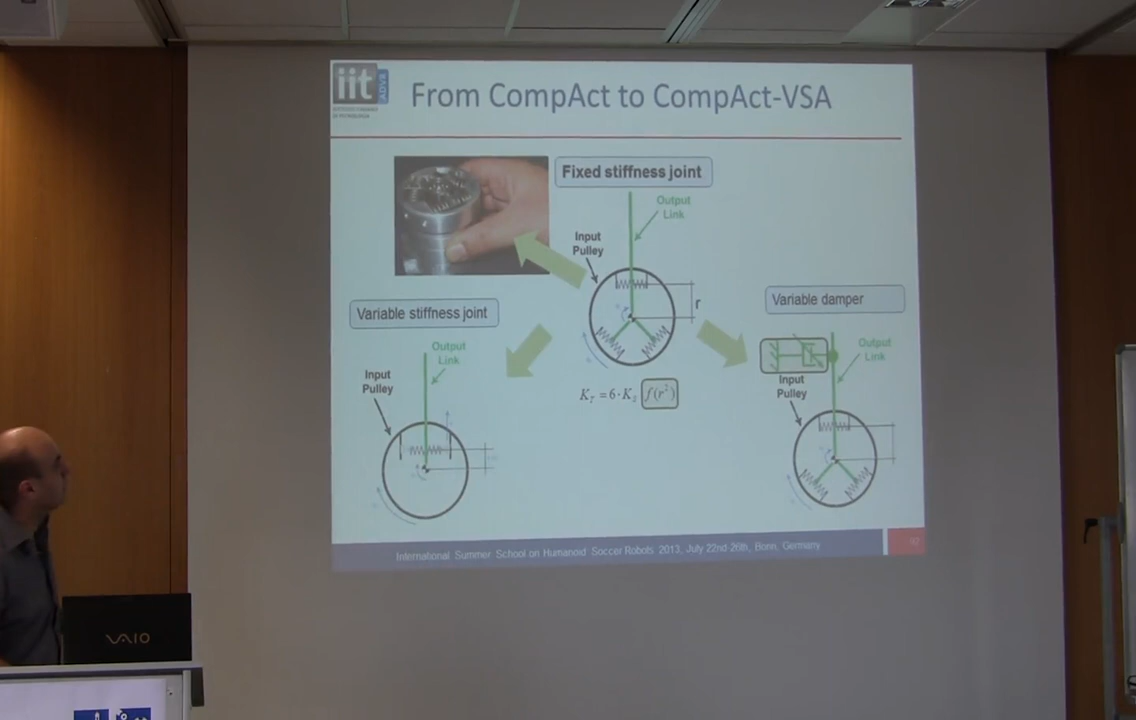 iit
ADVR
From CompAct to CompAct-VSA
Fixed stiffness joint
Output
Link
Input
Pulley
r
Variable stiffness joint
Variable damper
Output
Link
Input
Pulley
Output
Link
Input
Pulley
K_T = 6 · K_S f(r²)
International Summer School on Humanoid Soccer Robots 2013, July 22nd-26th, Bonn, Germany
VAIO